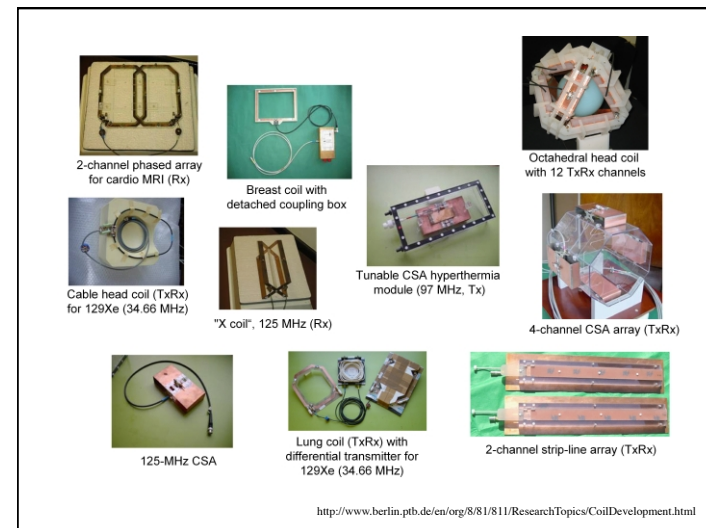 2-channel phased array
for cardio MRI (Rx)
Breast coil with
detached coupling box
Octahedral head coil
with 12 TxRx channels
Cable head coil (TxRx)
for 129Xe (34.66 MHz)
"X coil“, 125 MHz (Rx)
Tunable CSA hyperthermia
module (97 MHz, Tx)
4-channel CSA array (TxRx)
125-MHz CSA
Lung coil (TxRx) with
differential transmitter for
129Xe (34.66 MHz)
2-channel strip-line array (TxRx)
http://www.berlin.ptb.de/en/org/8/81/811/ResearchTopics/CoilDevelopment.html